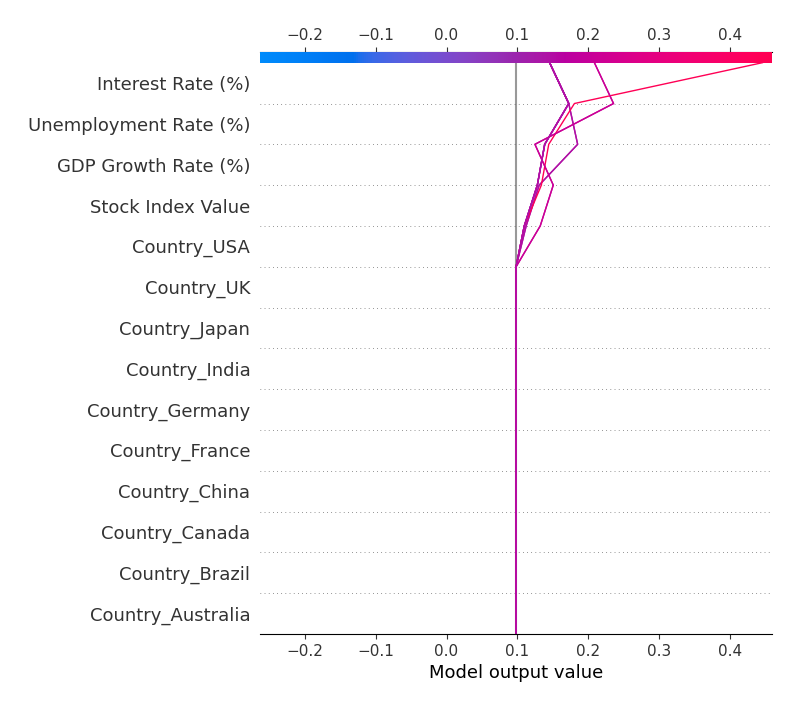 −0.2 −0.1 0.0 0.1 0.2 0.3 0.4
Interest Rate (%)
Unemployment Rate (%)
GDP Growth Rate (%)
Stock Index Value
Country_USA
Country_UK
Country_Japan
Country_India
Country_Germany
Country_France
Country_China
Country_Canada
Country_Brazil
Country_Australia
−0.2 −0.1 0.0 0.1 0.2 0.3 0.4
Model output value